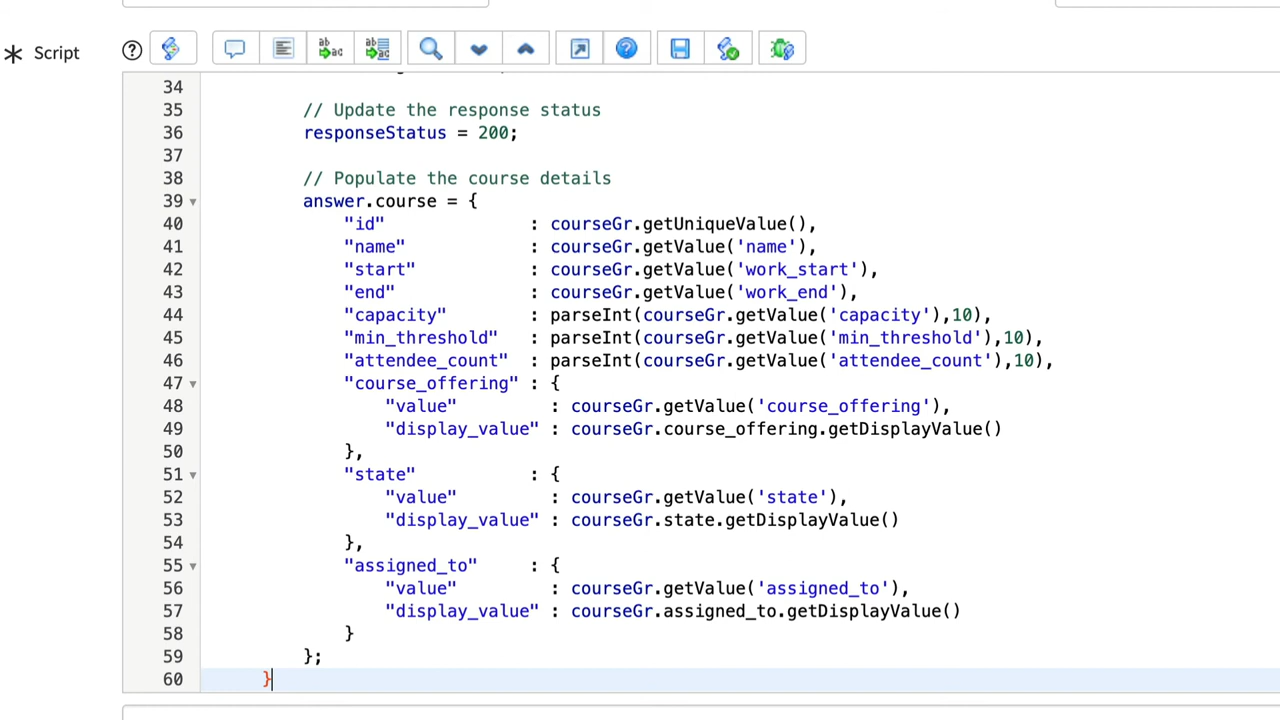 * Script
34
35 // Update the response status
36 responseStatus = 200;
37
38 // Populate the course details
39 answer.course = {
40 "id" : courseGr.getUniqueValue(),
41 "name" : courseGr.getValue('name'),
42 "start" : courseGr.getValue('work_start'),
43 "end" : courseGr.getValue('work_end'),
44 "capacity" : parseInt(courseGr.getValue('capacity'),10),
45 "min_threshold" : parseInt(courseGr.getValue('min_threshold'),10),
46 "attendee_count" : parseInt(courseGr.getValue('attendee_count'),10),
47 "course_offering" : {
48 "value" : courseGr.getValue('course_offering'),
49 "display_value" : courseGr.course_offering.getDisplayValue()
50 },
51 "state" : {
52 "value" : courseGr.getValue('state'),
53 "display_value" : courseGr.state.getDisplayValue()
54 },
55 "assigned_to" : {
56 "value" : courseGr.getValue('assigned_to'),
57 "display_value" : courseGr.assigned_to.getDisplayValue()
58 }
59 };
60 }